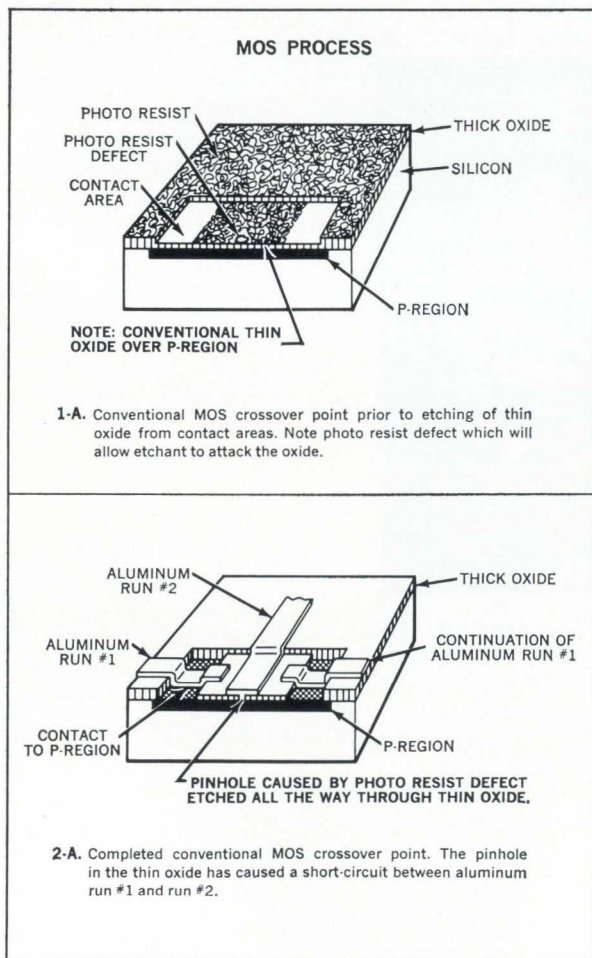 MOS PROCESS
PHOTO RESIST
PHOTO RESIST
DEFECT
CONTACT
AREA
THICK OXIDE
SILICON
P-REGION
NOTE: CONVENTIONAL THIN
OXIDE OVER P-REGION
1-A. Conventional MOS crossover point prior to etching of thin
oxide from contact areas. Note photo resist defect which will
allow etchant to attack the oxide.
ALUMINUM
RUN #2
ALUMINUM
RUN #1
THICK OXIDE
CONTINUATION OF
ALUMINUM RUN #1
CONTACT
TO P-REGION
P-REGION
PINHOLE CAUSED BY PHOTO RESIST DEFECT
ETCHED ALL THE WAY THROUGH THIN OXIDE.
2-A. Completed conventional MOS crossover point. The pinhole
in the thin oxide has caused a short-circuit between aluminum
run #1 and run #2.